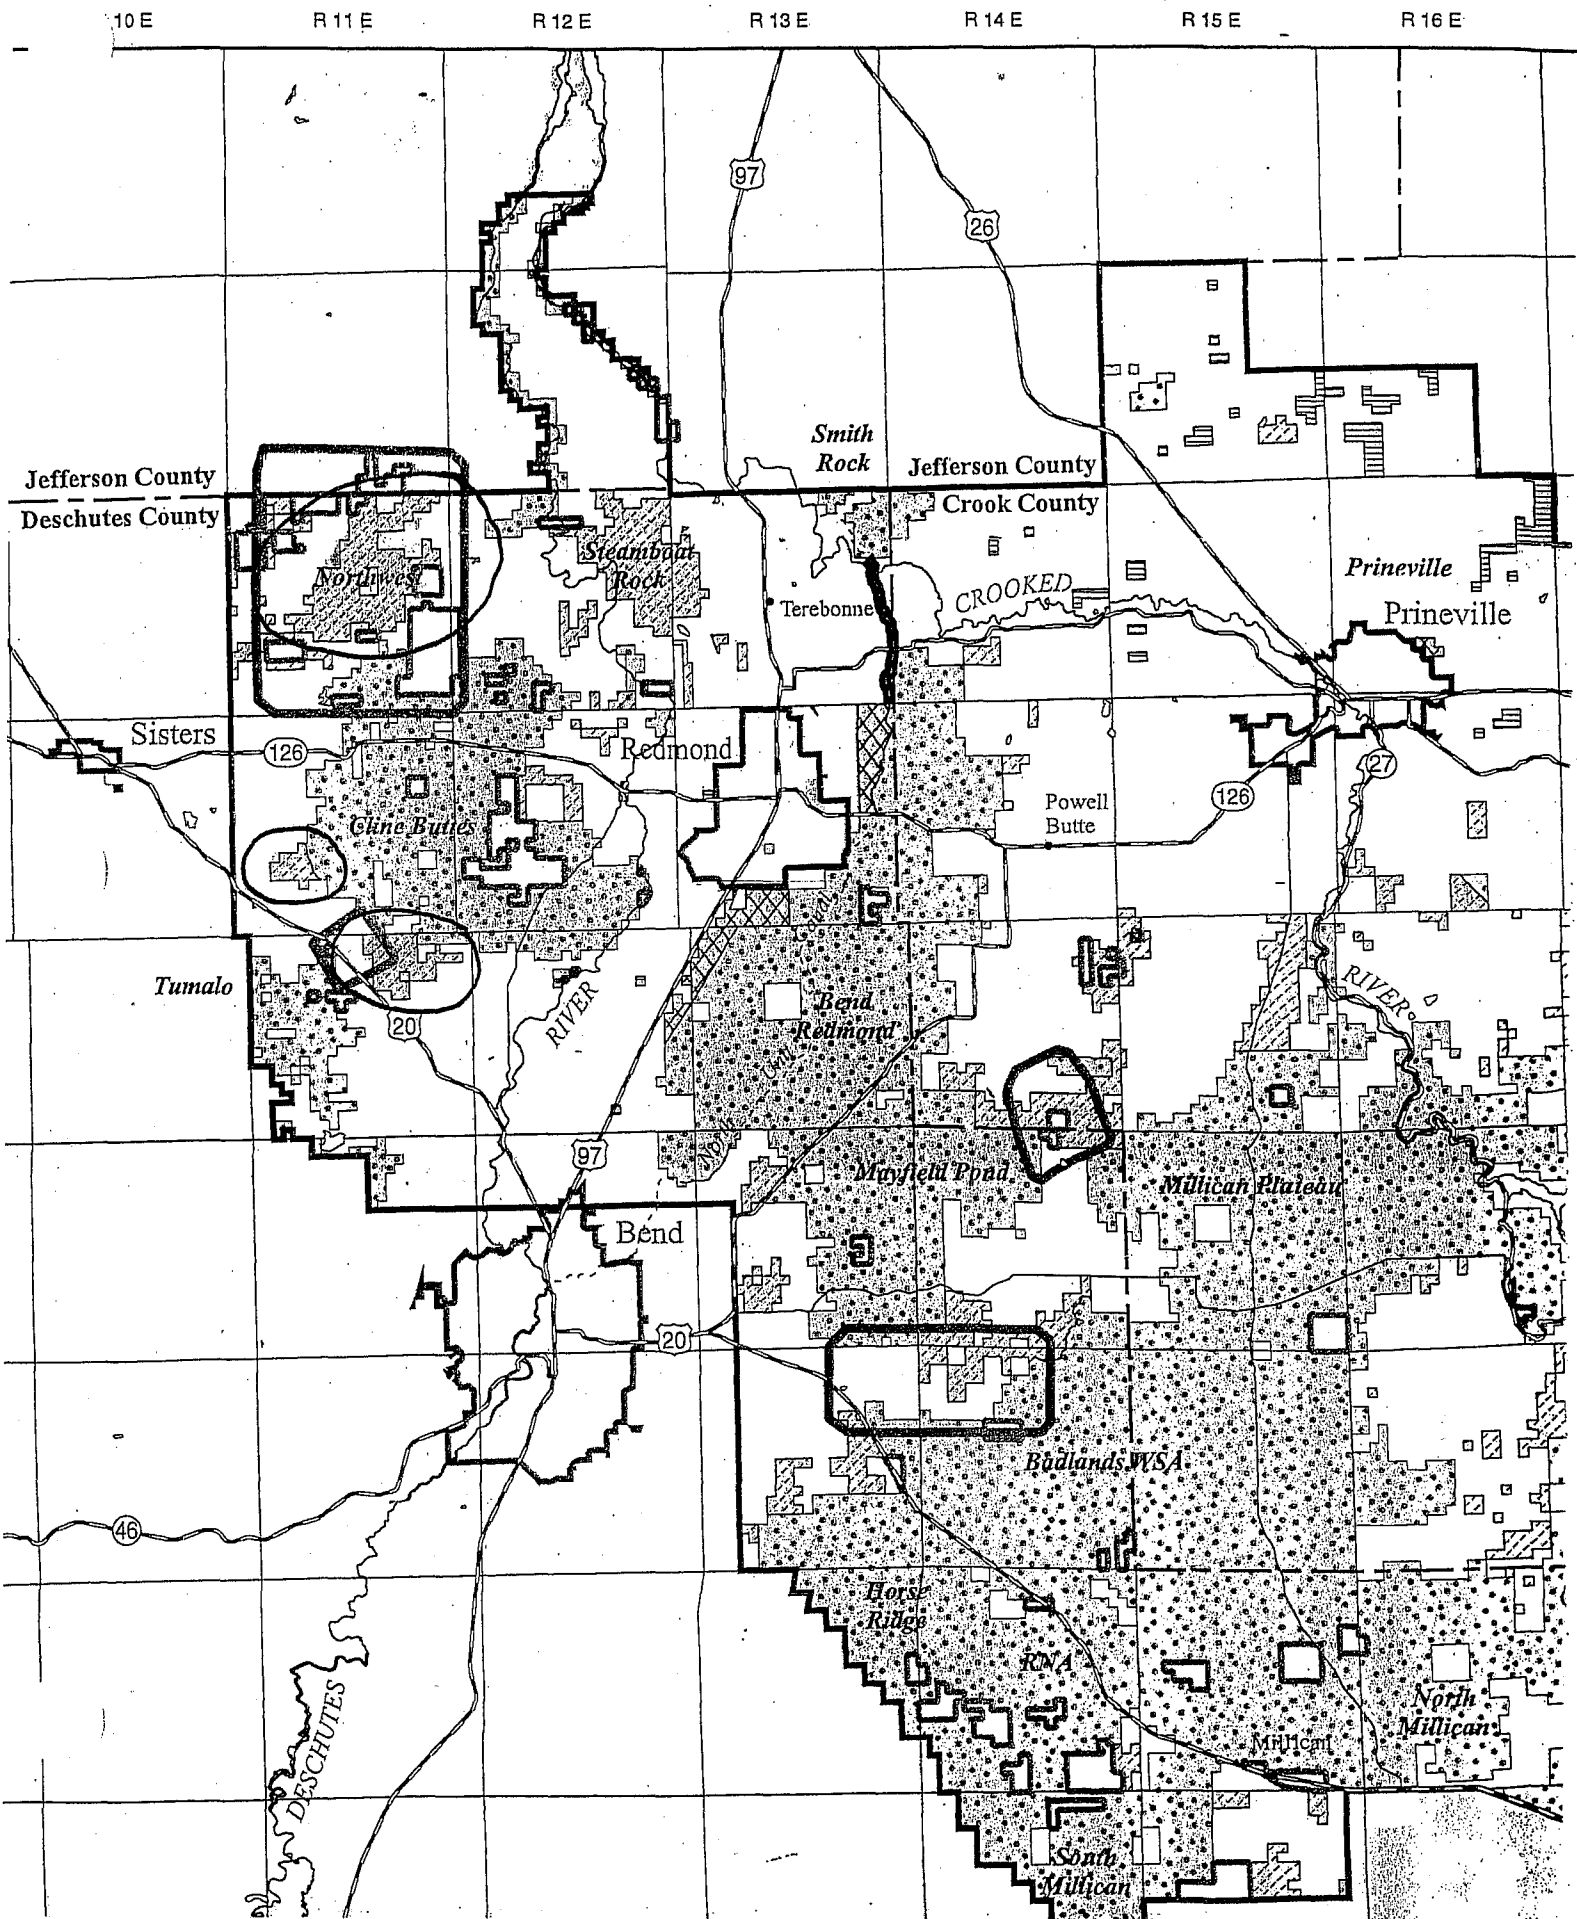 10 E
R 11 E
R 12 E
R 13 E
R 14 E
R 15 E
R 16 E
97
26
Smith
Rock
Jefferson County
Jefferson County
Deschutes County
Crook County
Northwest
Steamboat
Rock
Terebonne
CROOKED
Prineville
Prineville
Sisters
126
Redmond
27
126
Powell
Butte
Cline Buttes
Canal
Tumalo
20
RIVER
Bend
Redmond
RIVER
Unit
North
97
Mayfield Pond
Millican Plateau
Bend
20
Badlands WSA
46
Horse
Ridge
RNA
DESCHUTES
North
Millican
Millican
South
Millican